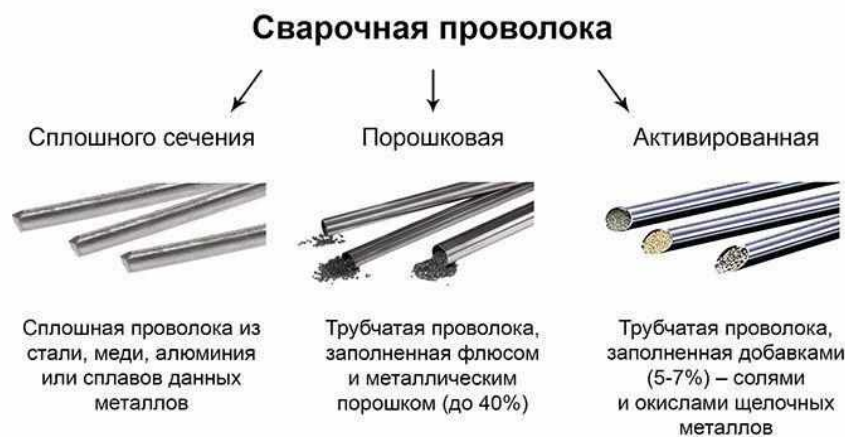 Сварочная проволока
Сплошного сечения
Порошковая
Активированная
Сплошная проволока из
стали, меди, алюминия
или сплавов данных
металлов
Трубчатая проволока,
заполненная флюсом
и металлическим
порошком (до 40%)
Трубчатая проволока,
заполненная добавками
(5-7%) – солями
и окислами щелочных
металлов